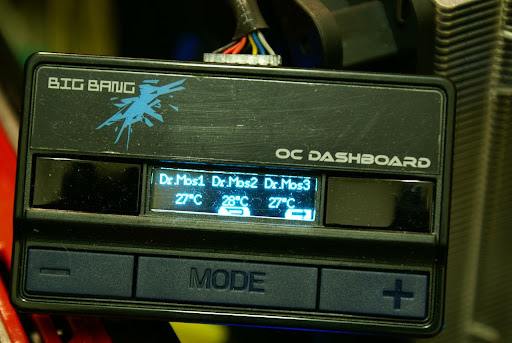 BIG BANG
OC DASHBOARD
Dr.Mos1 Dr.Mos2 Dr.Mos3
27°C 28°C 27°C
− MODE +